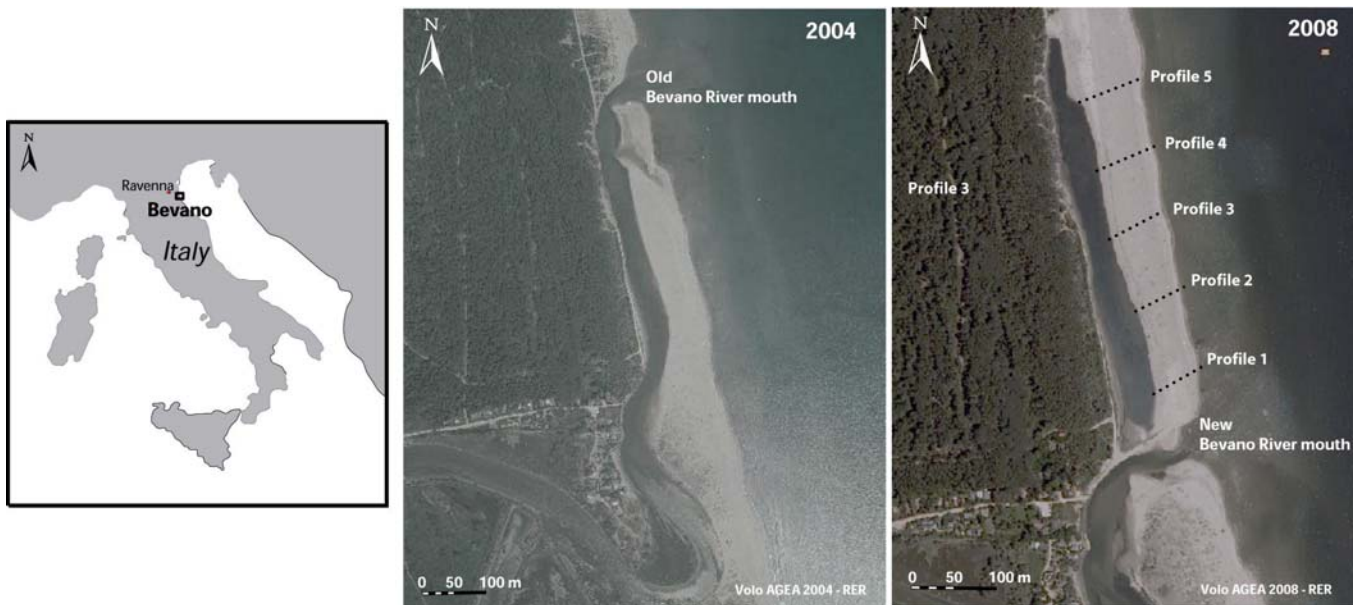 N
Ravenna
Bevano
Italy
N
2004
Old
Bevano River mouth
0 50 100 m
Volo AGEA 2004 - RER
N
2008
Profile 5
Profile 4
Profile 3
Profile 3
Profile 2
Profile 1
New
Bevano River mouth
0 50 100 m
Volo AGEA 2008 - RER